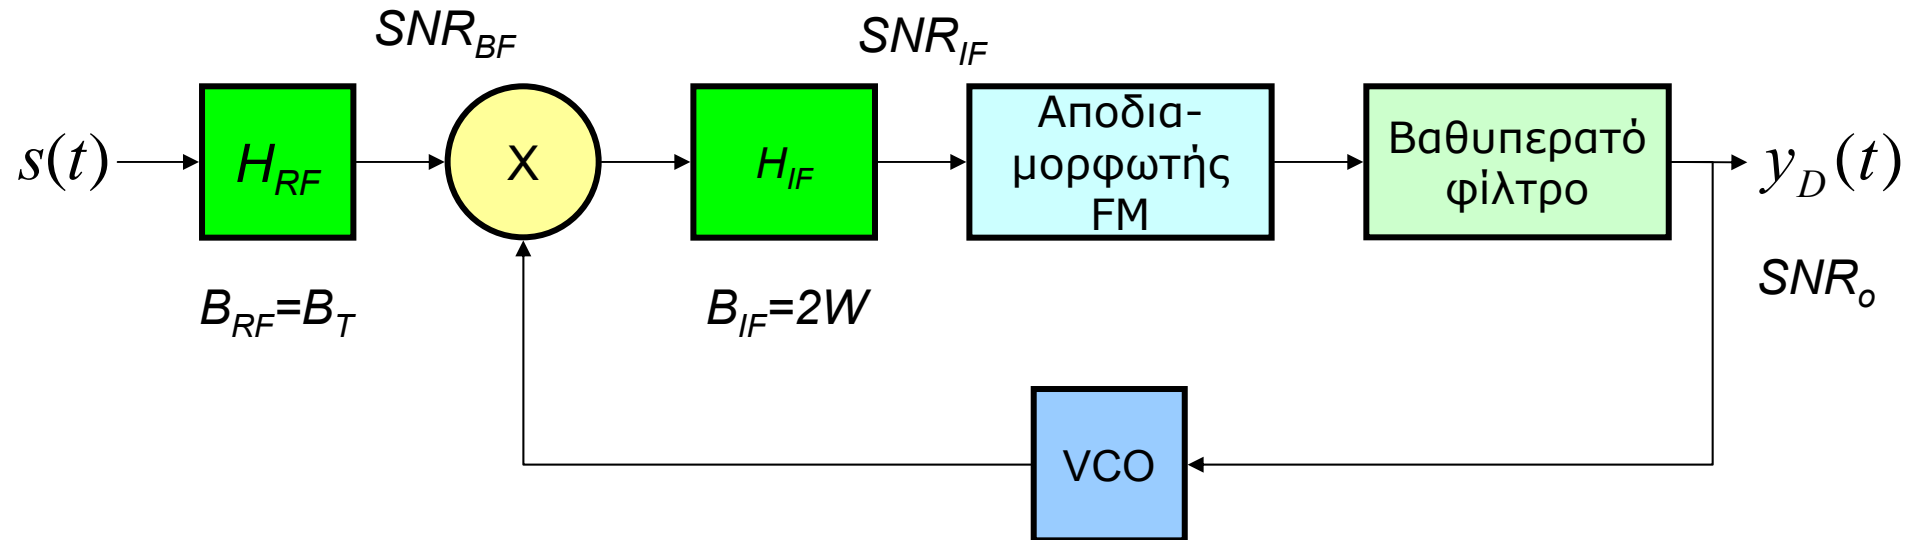 SNR_BF
SNR_IF
s(t)
H_RF
X
H_IF
Αποδια-
μορφωτής
FM
Βαθυπερατό
φίλτρο
y_D(t)
B_RF=B_T
B_IF=2W
SNR_o
VCO